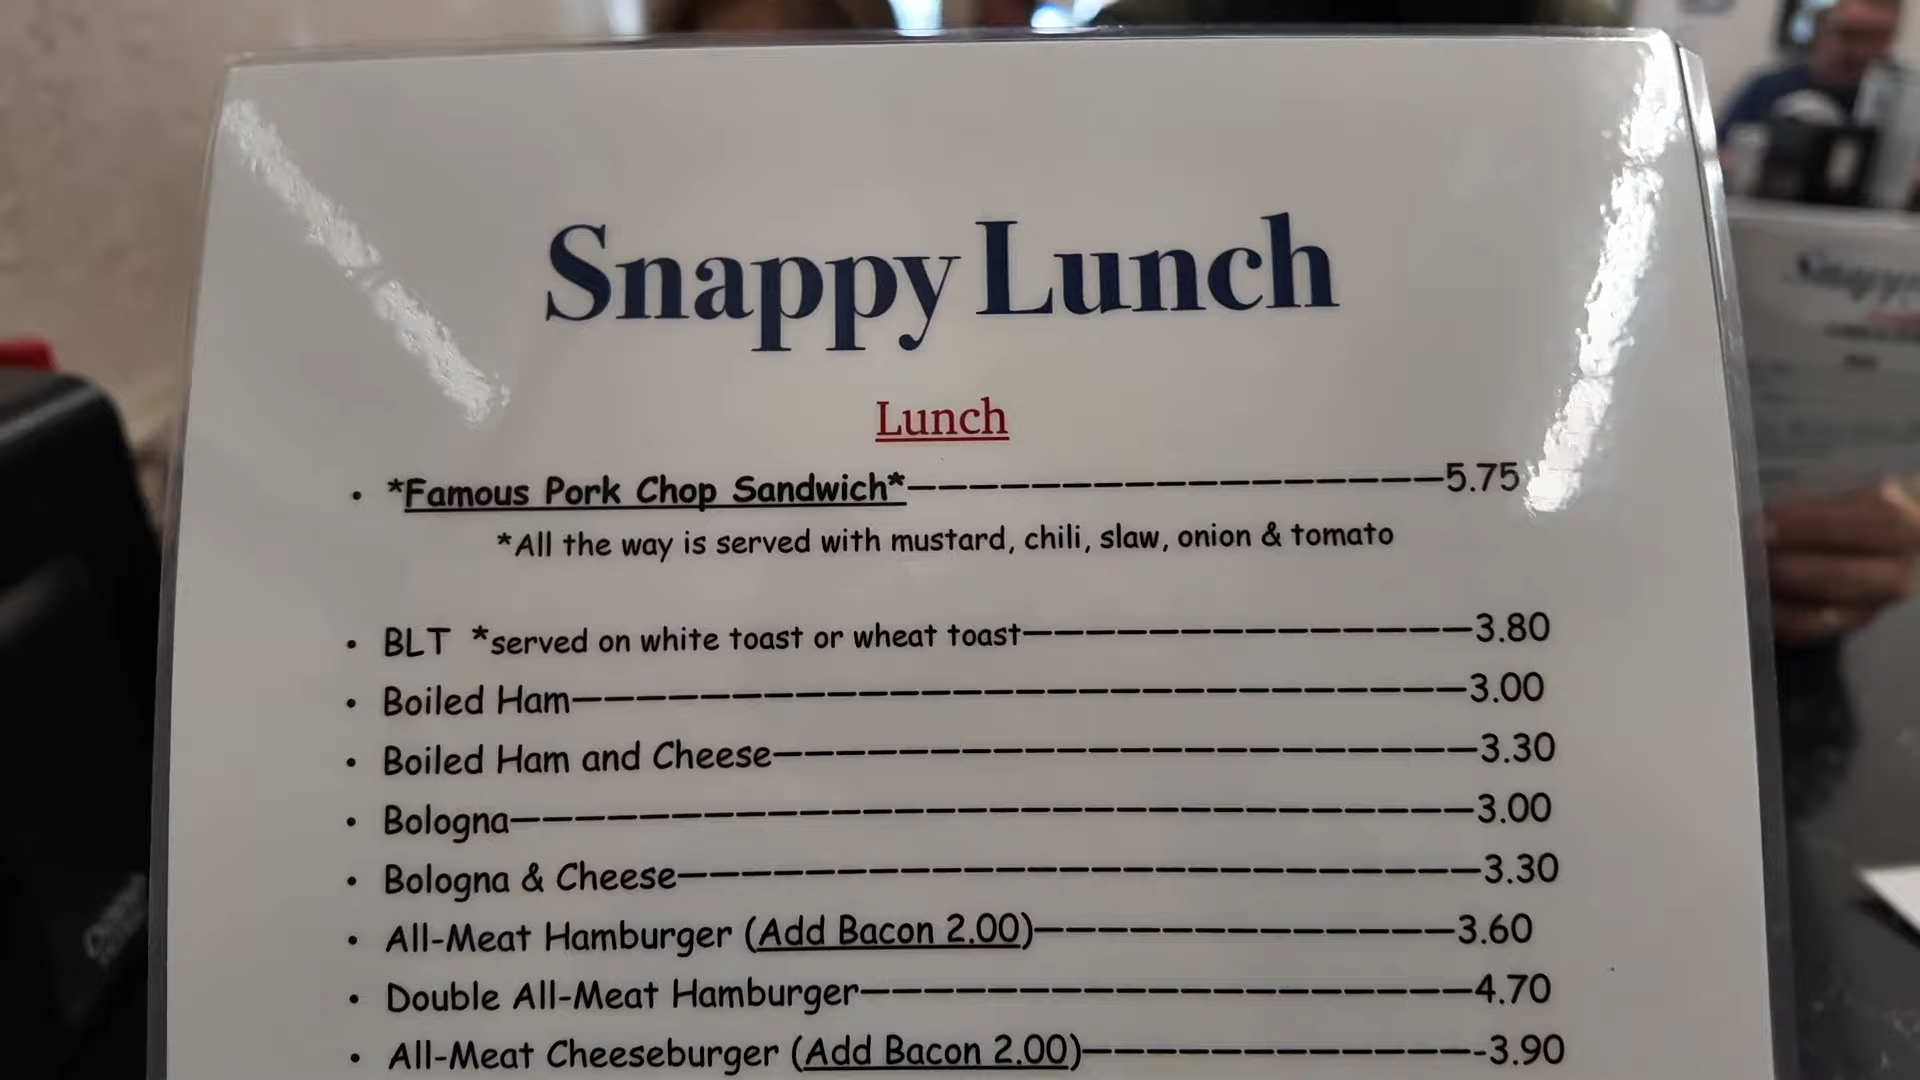 Snappy Lunch
Lunch
• *Famous Pork Chop Sandwich*—————————————————5.75
*All the way is served with mustard, chili, slaw, onion & tomato
• BLT *served on white toast or wheat toast——————————————3.80
• Boiled Ham————————————————————————————3.00
• Boiled Ham and Cheese——————————————————————3.30
• Bologna——————————————————————————————3.00
• Bologna & Cheese—————————————————————————3.30
• All-Meat Hamburger (Add Bacon 2.00)—————————————3.60
• Double All-Meat Hamburger———————————————————4.70
• All-Meat Cheeseburger (Add Bacon 2.00)————————————-3.90
Snappy